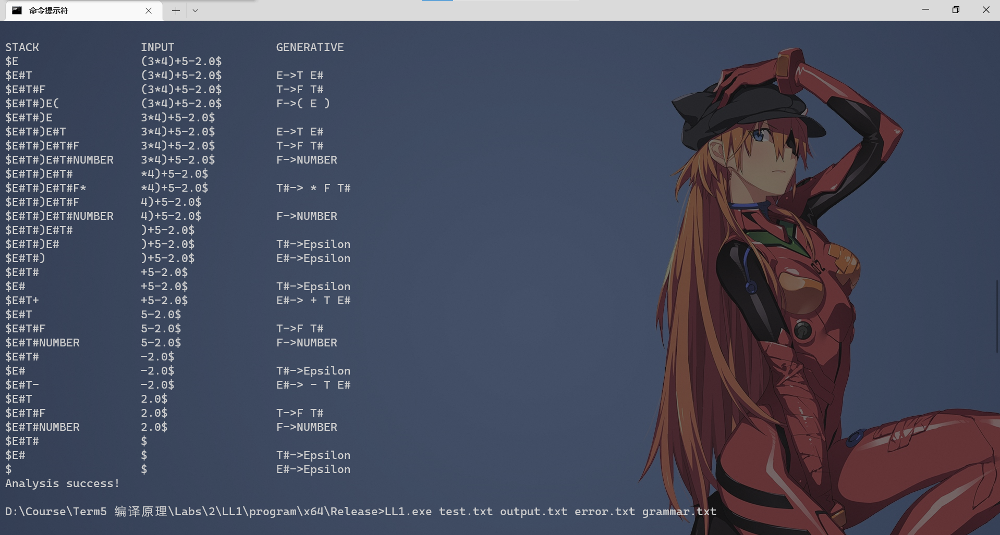 命令提示符
STACK INPUT GENERATIVE
$E (3*4)+5-2.0$
$E#T (3*4)+5-2.0$ E->T E#
$E#T#F (3*4)+5-2.0$ T->F T#
$E#T#)E( (3*4)+5-2.0$ F->( E )
$E#T#)E 3*4)+5-2.0$
$E#T#)E#T 3*4)+5-2.0$ E->T E#
$E#T#)E#T#F 3*4)+5-2.0$ T->F T#
$E#T#)E#T#NUMBER 3*4)+5-2.0$ F->NUMBER
$E#T#)E#T# *4)+5-2.0$
$E#T#)E#T#F* *4)+5-2.0$ T#-> * F T#
$E#T#)E#T#F 4)+5-2.0$
$E#T#)E#T#NUMBER 4)+5-2.0$ F->NUMBER
$E#T#)E#T# )+5-2.0$
$E#T#)E# )+5-2.0$ T#->Epsilon
$E#T#) )+5-2.0$ E#->Epsilon
$E#T# +5-2.0$
$E# +5-2.0$ T#->Epsilon
$E#T+ +5-2.0$ E#-> + T E#
$E#T 5-2.0$
$E#T#F 5-2.0$ T->F T#
$E#T#NUMBER 5-2.0$ F->NUMBER
$E#T# -2.0$
$E# -2.0$ T#->Epsilon
$E#T- -2.0$ E#-> - T E#
$E#T 2.0$
$E#T#F 2.0$ T->F T#
$E#T#NUMBER 2.0$ F->NUMBER
$E#T# $
$E# $ T#->Epsilon
$ $ E#->Epsilon
Analysis success!
D:\Course\Term5 编译原理\Labs\2\LL1\program\x64\Release>LL1.exe test.txt output.txt error.txt grammar.txt
02